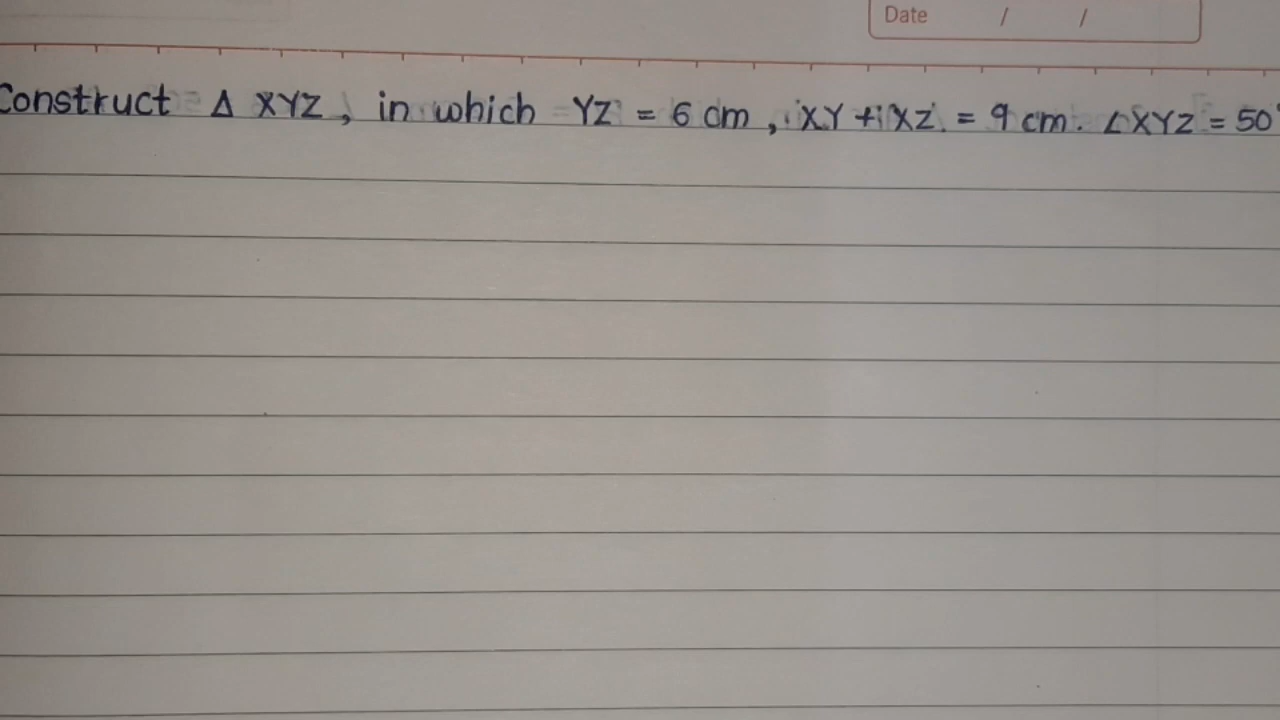 Date / /
Construct Δ XYZ, in which YZ = 6 cm, XY + XZ = 9 cm. ∠XYZ = 50°